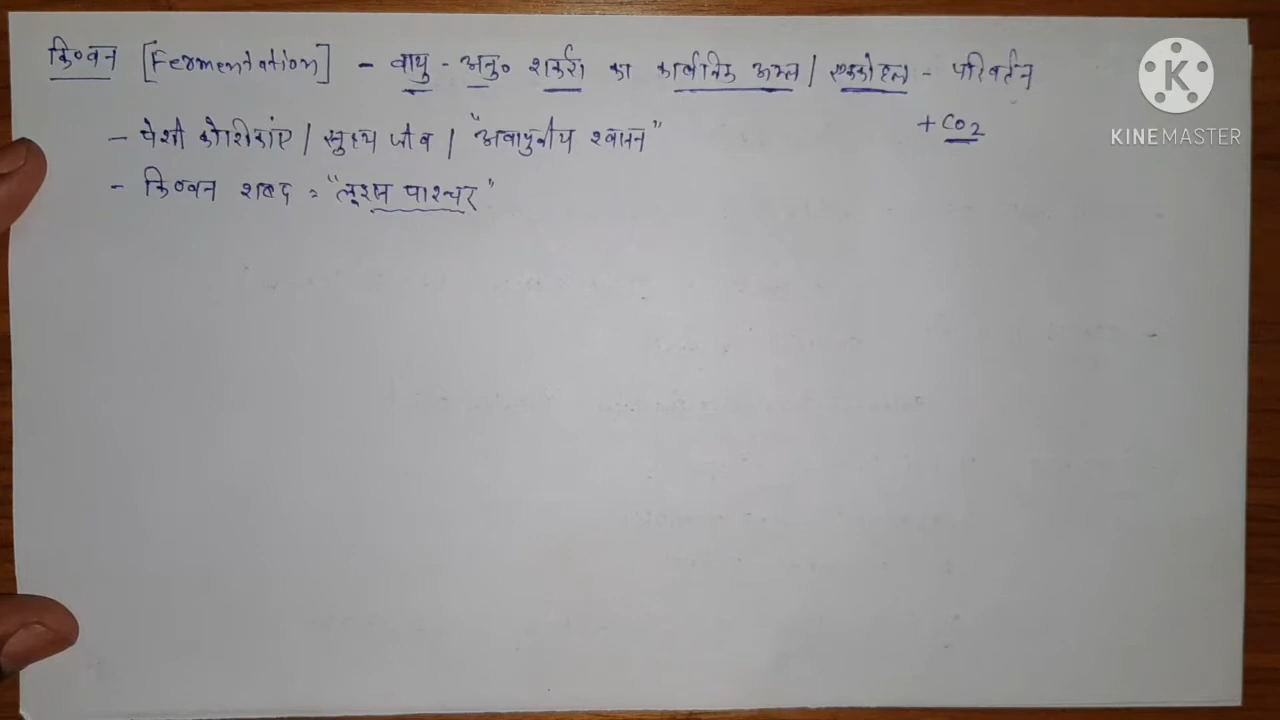 किण्वन [Fermentation] - वायु - अनु० शर्करा का कार्बनिक अम्ल / एल्कोहल - परिवर्तन
+ CO2
- पेशी कोशिकाएं / सुक्ष्म जीव / "अवायुवीय श्वसन"
- किण्वन शब्द = "लूइस पाश्चर"
K
KINEMASTER